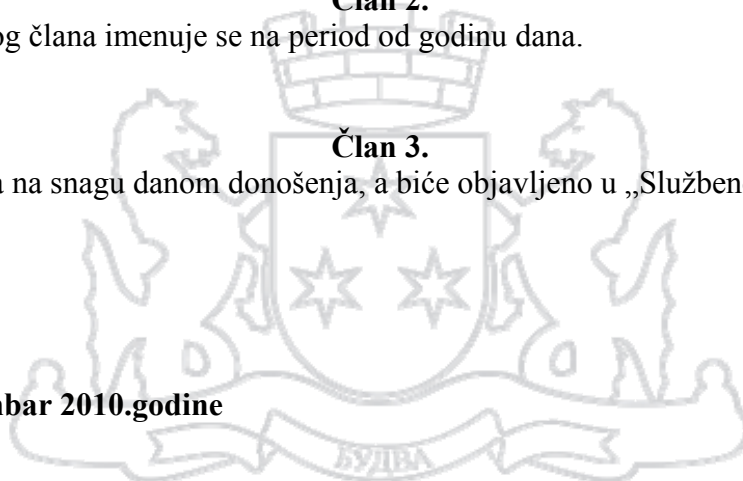 Član 2.
og člana imenuje se na period od godinu dana.
Član 3.
a na snagu danom donošenja, a biće objavljeno u „Služben
bar 2010.godine
БУДВА